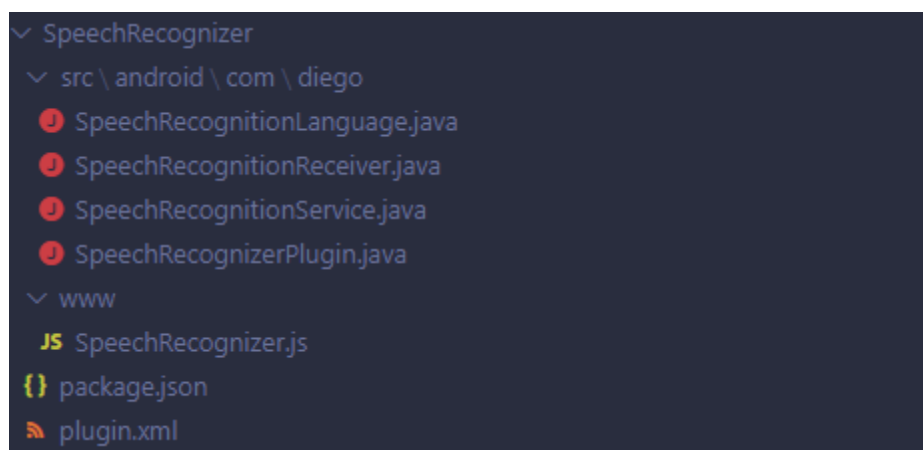 SpeechRecognizer
src \ android \ com \ diego
J SpeechRecognitionLanguage.java
J SpeechRecognitionReceiver.java
J SpeechRecognitionService.java
J SpeechRecognizerPlugin.java
www
JS SpeechRecognizer.js
{} package.json
plugin.xml